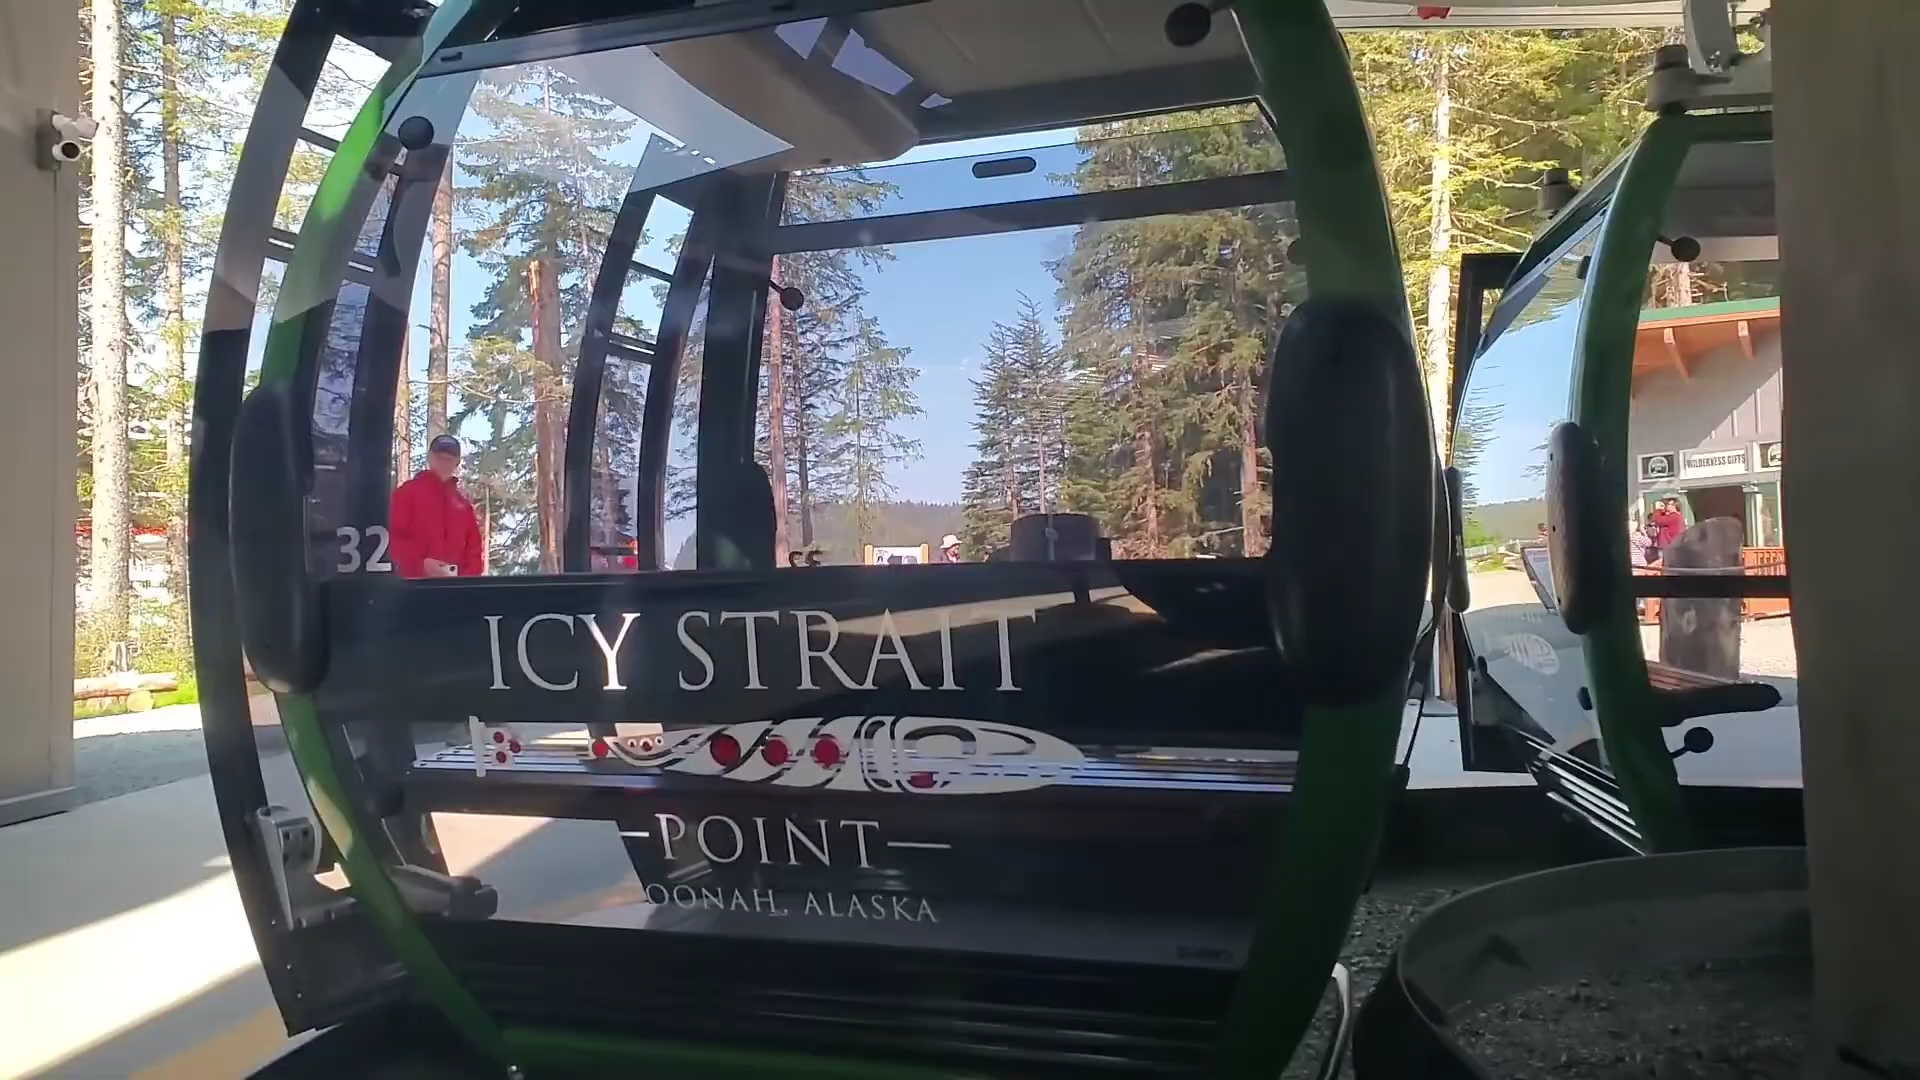 32
ICY STRAIT
-POINT-
OONAH, ALASKA
WILDERNESS GIFTS